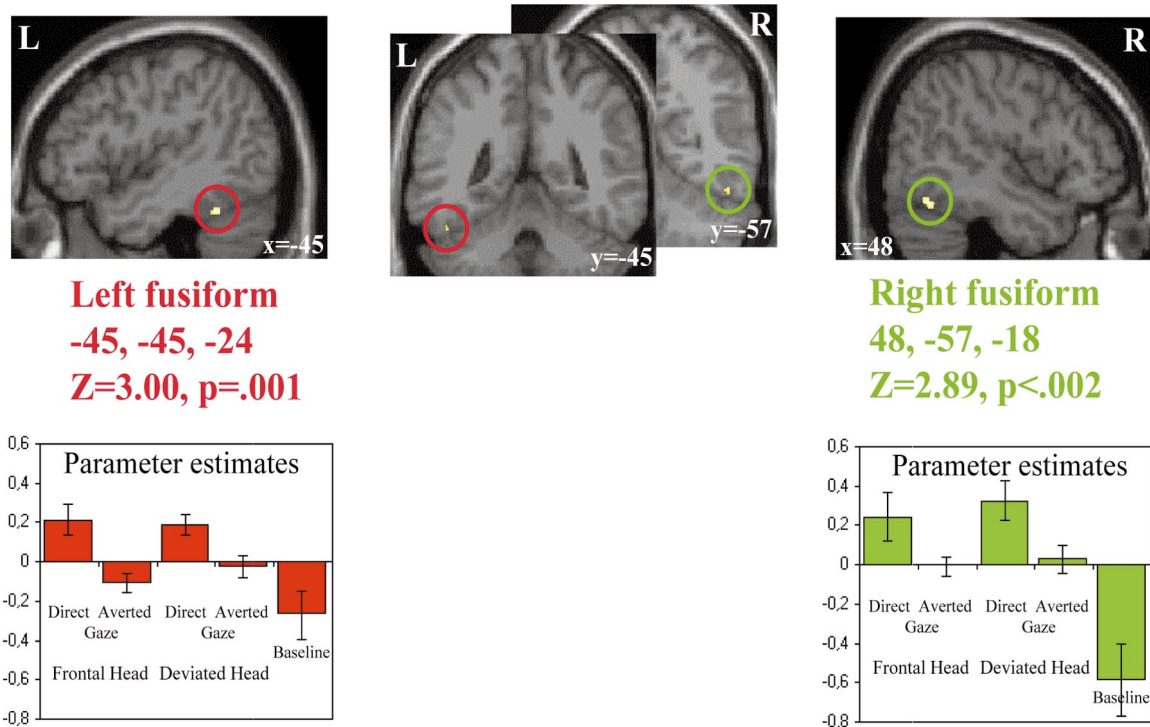 L
L
R
R
x=-45
y=-45
y=-57
x=48
Left fusiform
-45, -45, -24
Z=3.00, p=.001
Right fusiform
48, -57, -18
Z=2.89, p<.002
Parameter estimates
0,6
0,4
0,2
0
-0,2
-0,4
-0,6
-0,8
Direct Averted Direct Averted
Gaze Gaze
Baseline
Frontal Head Deviated Head
Parameter estimates
0,6
0,4
0,2
0
-0,2
-0,4
-0,6
-0,8
Direct Averted Direct Averted
Gaze Gaze
Frontal Head Deviated Head
Baseline